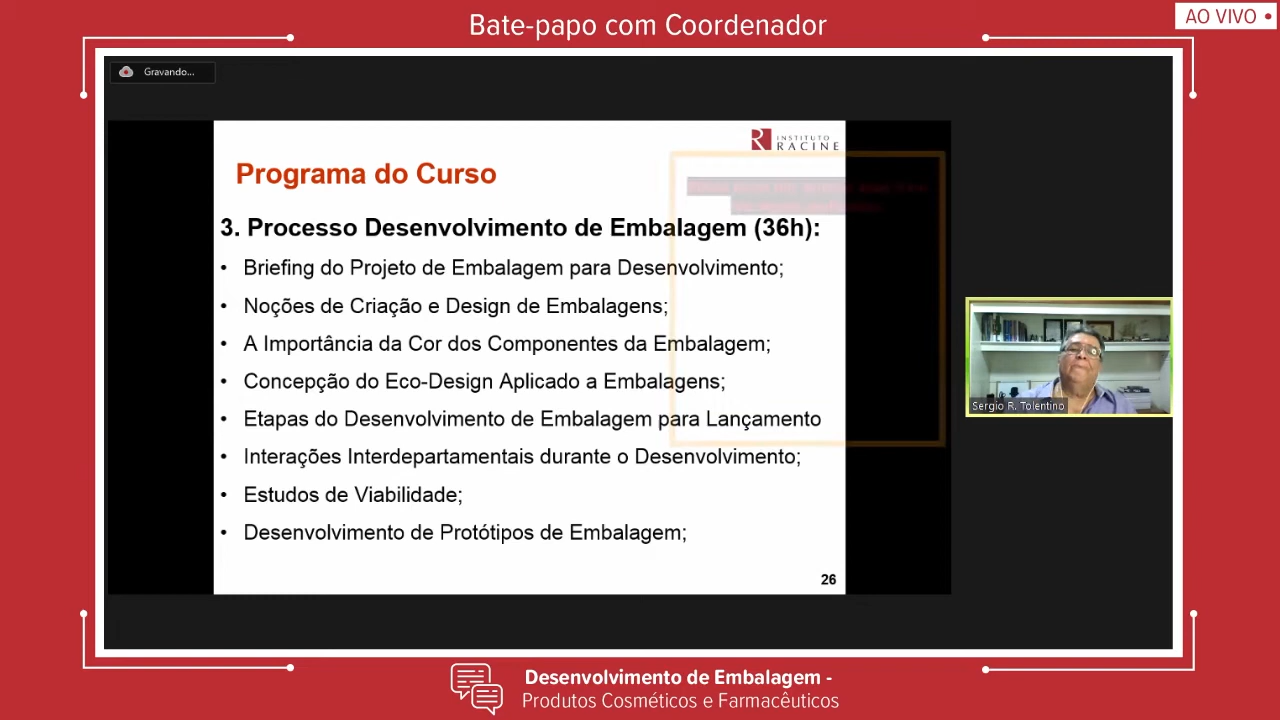 Bate-papo com Coordenador
AO VIVO
Gravando...
INSTITUTO
RACINE
Programa do Curso
3. Processo Desenvolvimento de Embalagem (36h):
• Briefing do Projeto de Embalagem para Desenvolvimento;
• Noções de Criação e Design de Embalagens;
• A Importância da Cor dos Componentes da Embalagem;
• Concepção do Eco-Design Aplicado a Embalagens;
• Etapas do Desenvolvimento de Embalagem para Lançamento
• Interações Interdepartamentais durante o Desenvolvimento;
• Estudos de Viabilidade;
• Desenvolvimento de Protótipos de Embalagem;
26
Sergio R. Tolentino
Desenvolvimento de Embalagem -
Produtos Cosméticos e Farmacêuticos